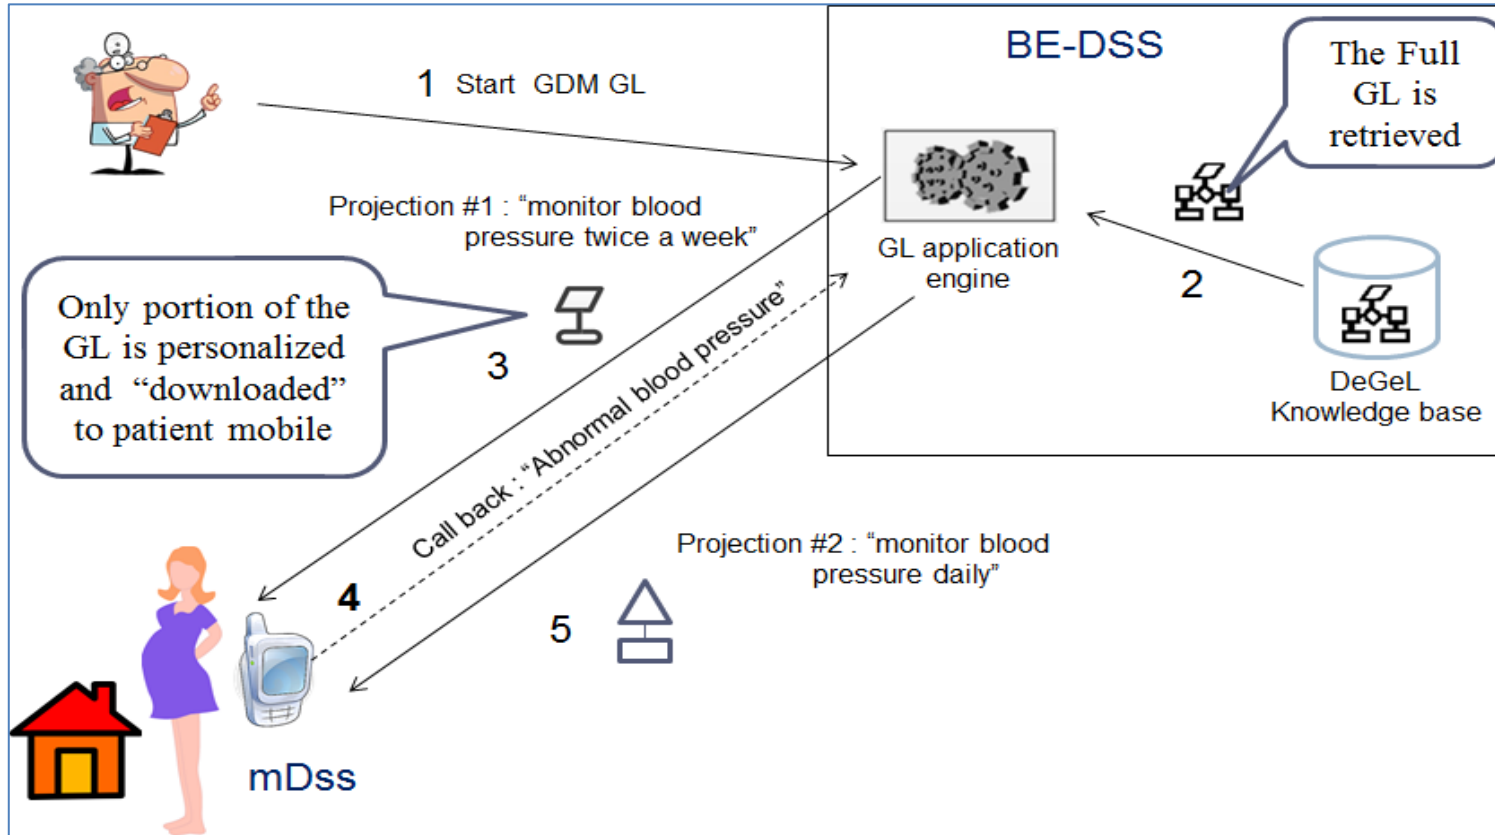 BE-DSS
The Full
GL is
retrieved
1 Start GDM GL
Projection #1 : “monitor blood
pressure twice a week”
GL application
engine
2
DeGeL
Knowledge base
Only portion of the
GL is personalized
and “downloaded”
to patient mobile
3
Call back : “Abnormal blood pressure”
4
Projection #2 : “monitor blood
pressure daily”
5
mDss